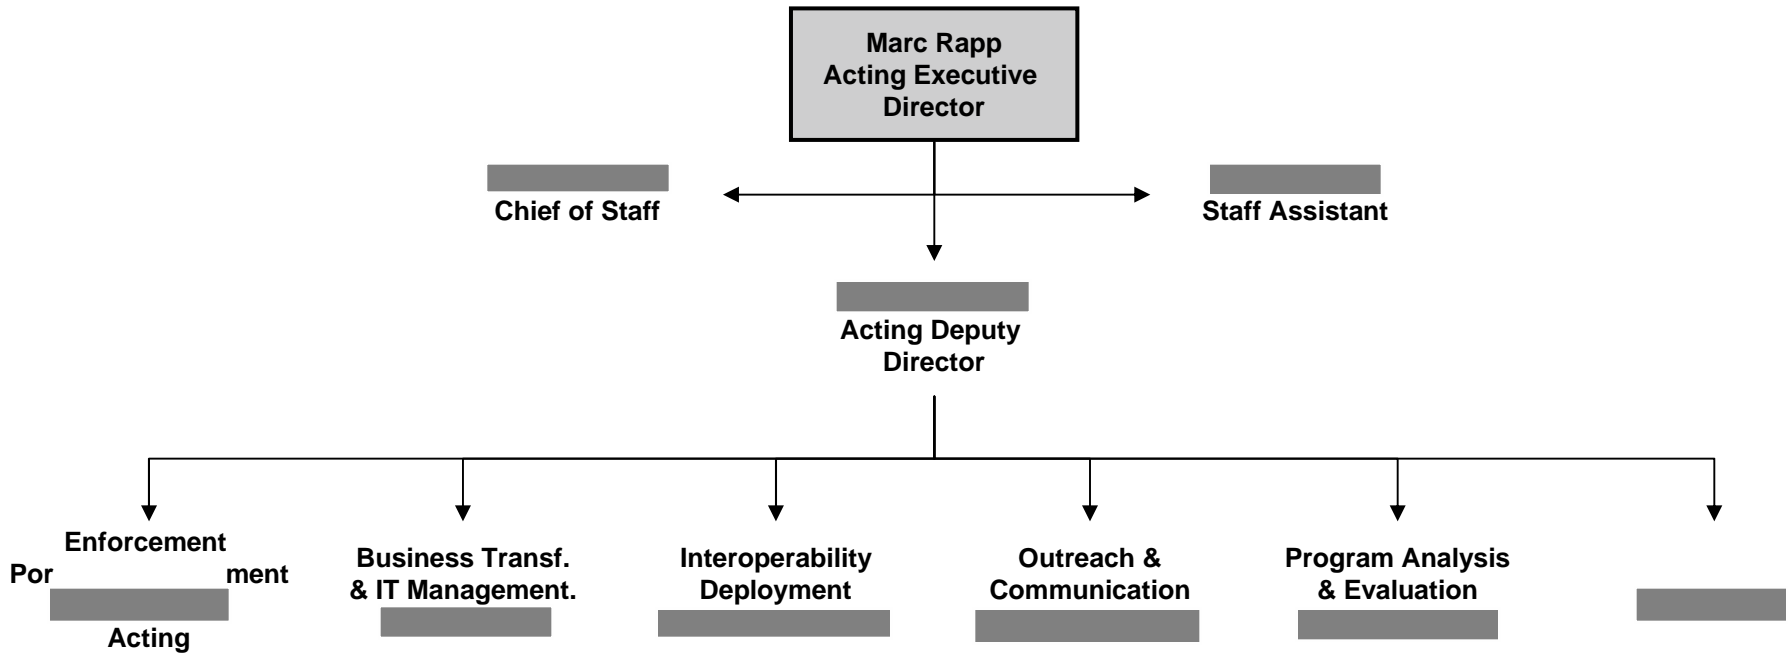 Marc Rapp
Acting Executive
Director
Chief of Staff
Staff Assistant
Acting Deputy
Director
Enforcement
Por ment
Acting
Business Transf.
& IT Management.
Interoperability
Deployment
Outreach &
Communication
Program Analysis
& Evaluation